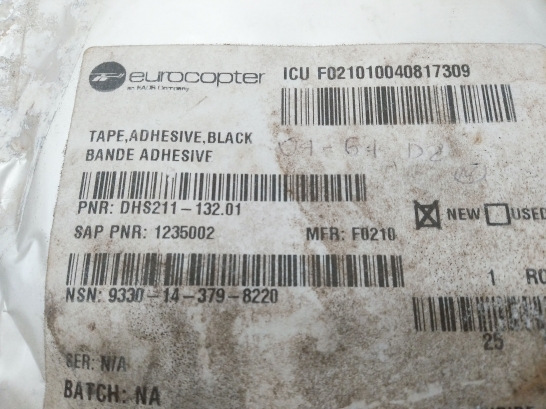 eurocopter
an EADS Company
ICU F021010040817309
TAPE,ADHESIVE,BLACK
BANDE ADHESIVE
PNR: DHS211-132.01
NEW USED
SAP PNR: 1235002 MFR: F0210
1 RO
NSN: 9330-14-379-8220
25
SER: N/A
BATCH: NA